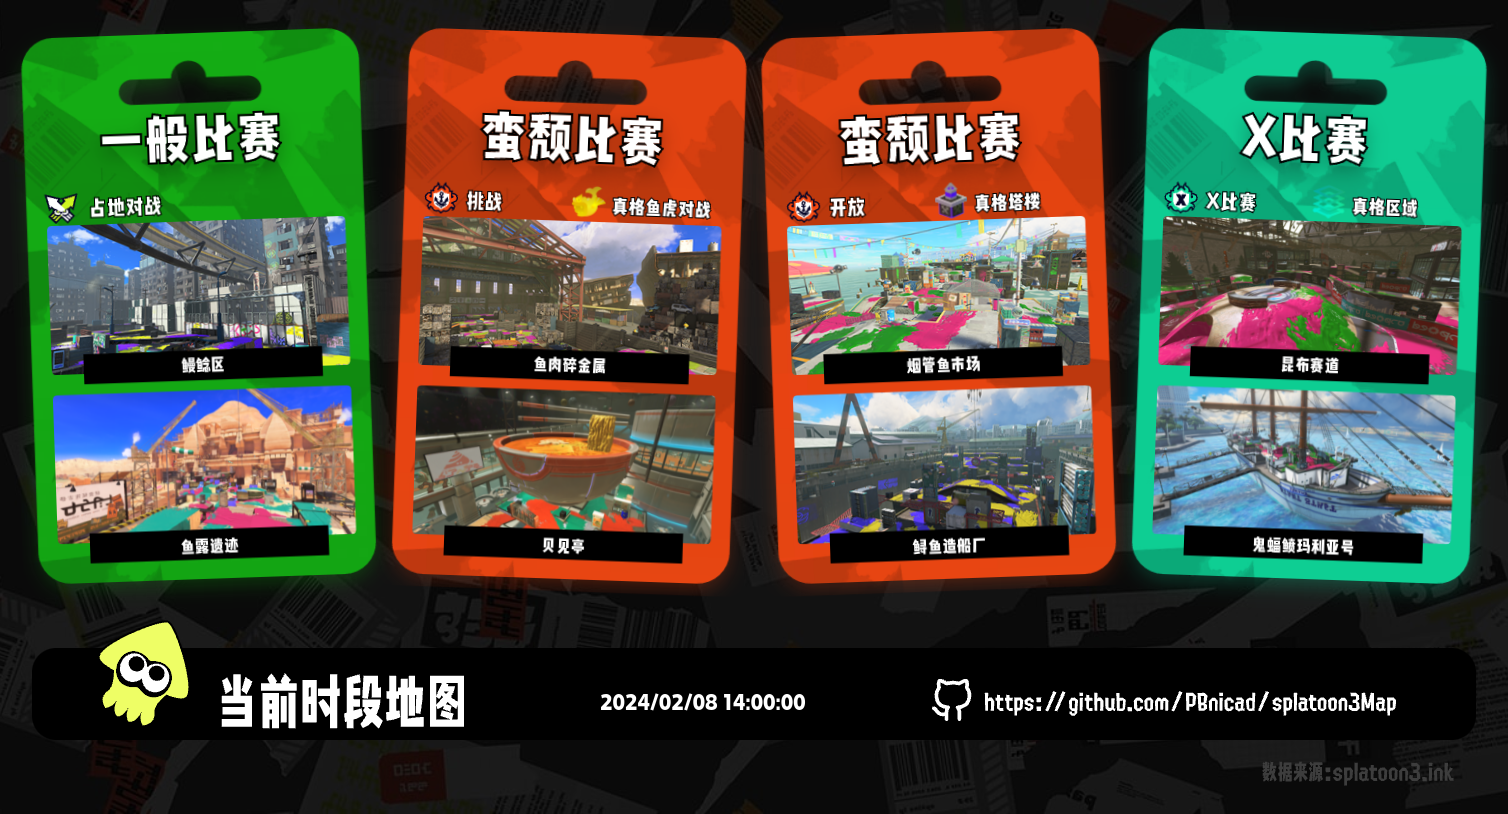 一般比赛
占地对战
鳗鲶区
鱼露遗迹
蛮颓比赛
挑战
真格鱼虎对战
鱼肉碎金属
贝见亭
蛮颓比赛
开放
真格塔楼
烟管鱼市场
鲟鱼造船厂
X比赛
X比赛
真格区域
昆布赛道
鬼蝠鲼玛利亚号
当前时段地图
2024/02/08 14:00:00
https://github.com/PBnicad/splatoon3Map
数据来源:splatoon3.ink